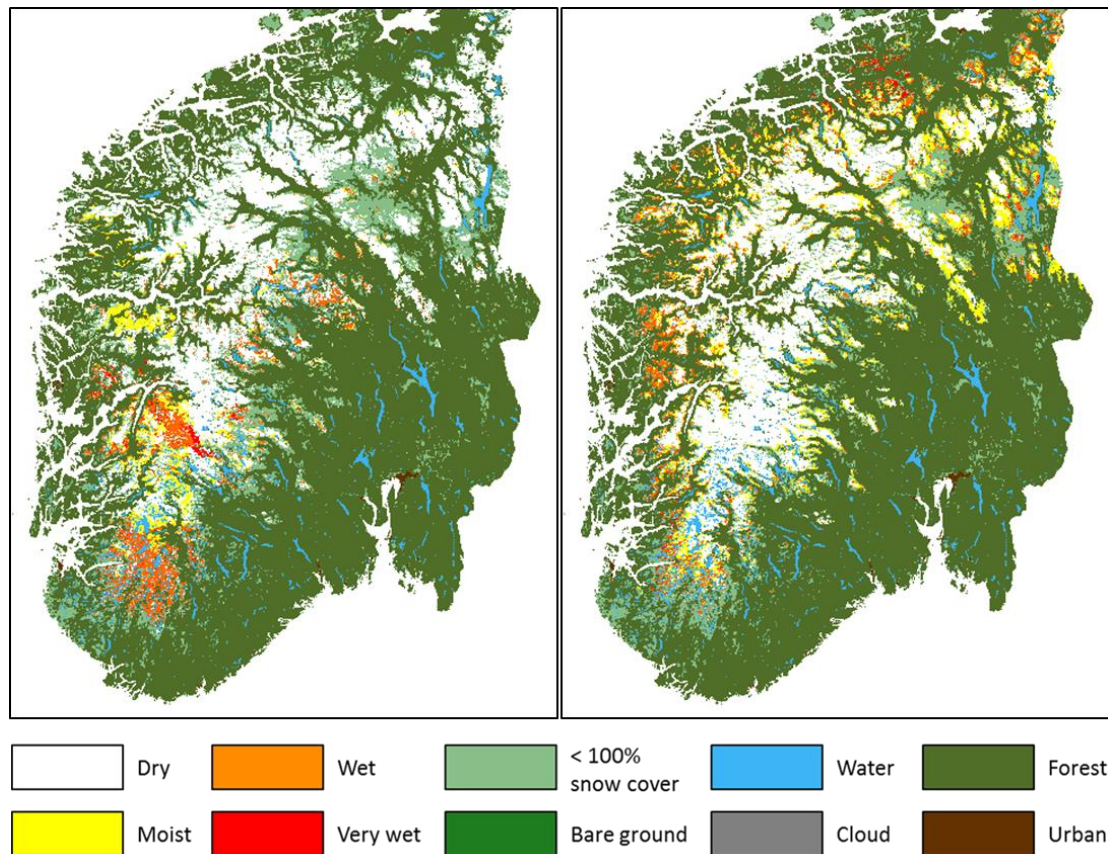 Dry
Wet
< 100%
snow cover
Water
Forest
Moist
Very wet
Bare ground
Cloud
Urban